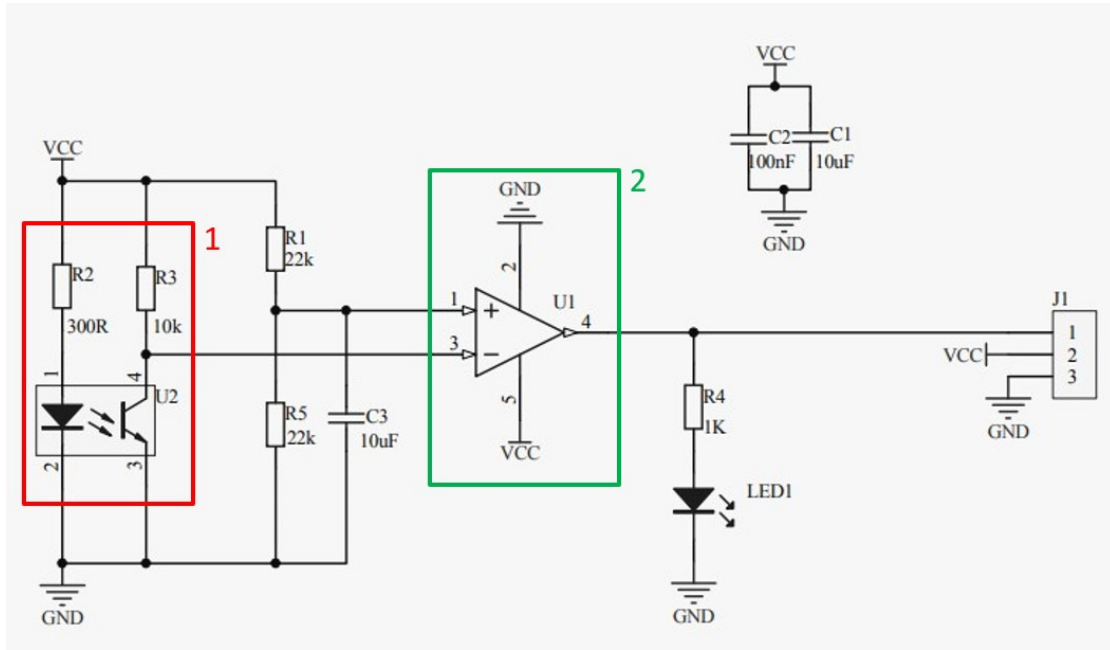 VCC
C2
C1
100nF
10uF
GND
VCC
1
R2
300R
R3
10k
1
4
U2
2
3
GND
R1
22k
R5
22k
C3
10uF
2
GND
2
1
+
3
−
U1
4
5
VCC
R4
1K
LED1
GND
J1
1
VCC
2
3
GND